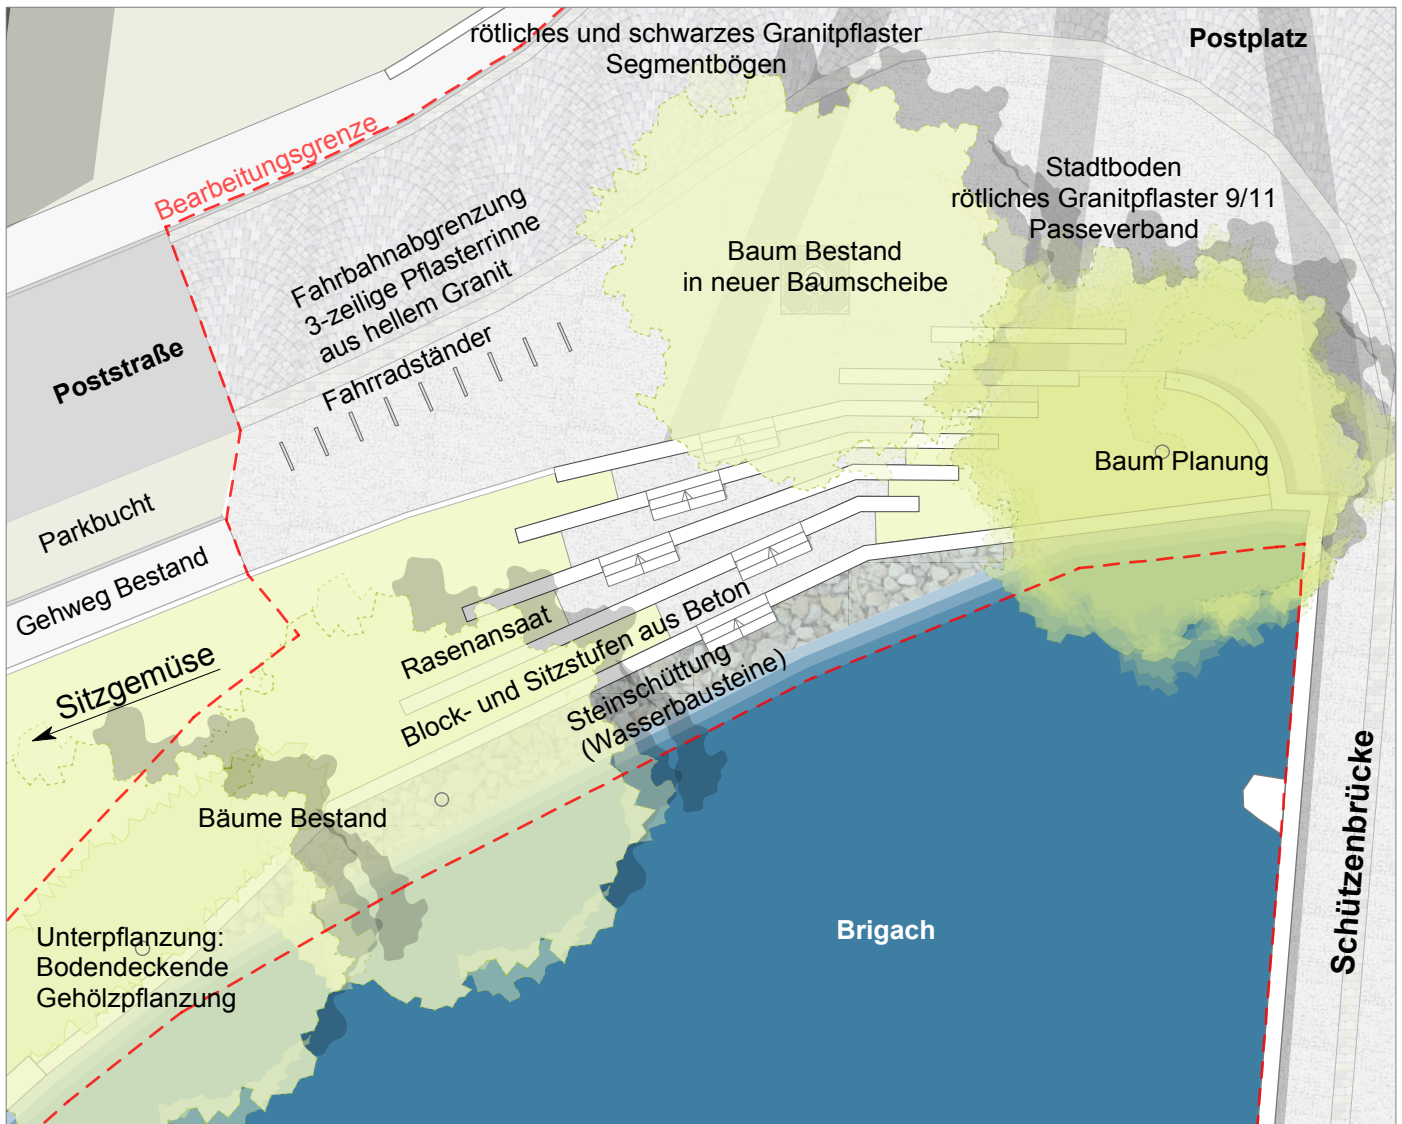 rötliches und schwarzes Granitpflaster
Segmentbögen
Postplatz
Bearbeitungsgrenze
Stadtboden
rötliches Granitpflaster 9/11
Passeverband
Fahrbahnabgrenzung
3-zeilige Pflasterrinne
aus hellem Granit
Baum Bestand
in neuer Baumscheibe
Poststraße
Fahrradständer
Baum Planung
Parkbucht
Gehweg Bestand
Rasenansaat
Block- und Sitzstufen aus Beton
Steinschüttung
(Wasserbausteine)
Sitzgemüse
Bäume Bestand
Schützenbrücke
Brigach
Unterpflanzung:
Bodendeckende
Gehölzpflanzung